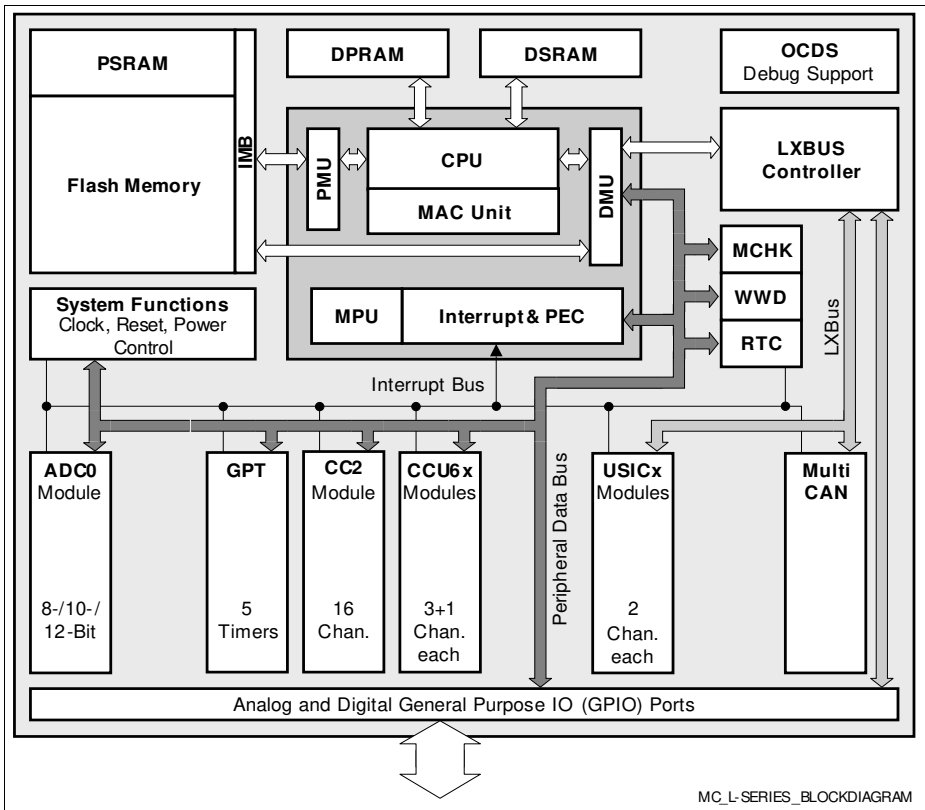 PSRAM
Flash Memory
IMB
DPRAM
DSRAM
OCDS
Debug Support
PMU
CPU
MAC Unit
DMU
LXBUS
Controller
MCHK
WWD
RTC
System Functions
Clock, Reset, Power
Control
MPU
Interrupt & PEC
Interrupt Bus
LXBus
Peripheral Data Bus
ADC0
Module
8-/10-/
12-Bit
GPT
5
Timers
CC2
Module
16
Chan.
CCU6x
Modules
3+1
Chan.
each
USICx
Modules
2
Chan.
each
Multi
CAN
Analog and Digital General Purpose IO (GPIO) Ports
MC_L-SERIES_BLOCKDIAGRAM